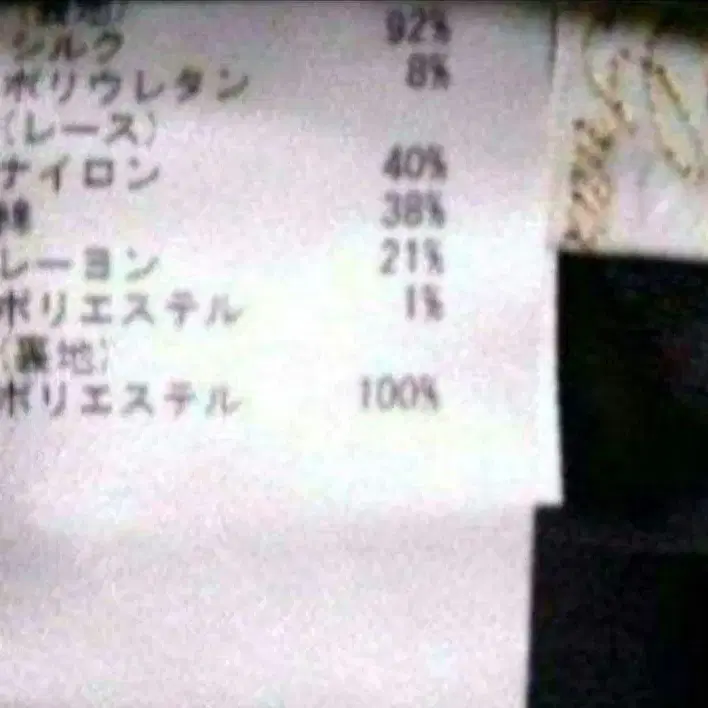 シルク 92%
ポリウレタン 8%
(レース)
ナイロン 40%
綿 38%
レーヨン 21%
ポリエステル 1%
(裏地)
ポリエステル 100%